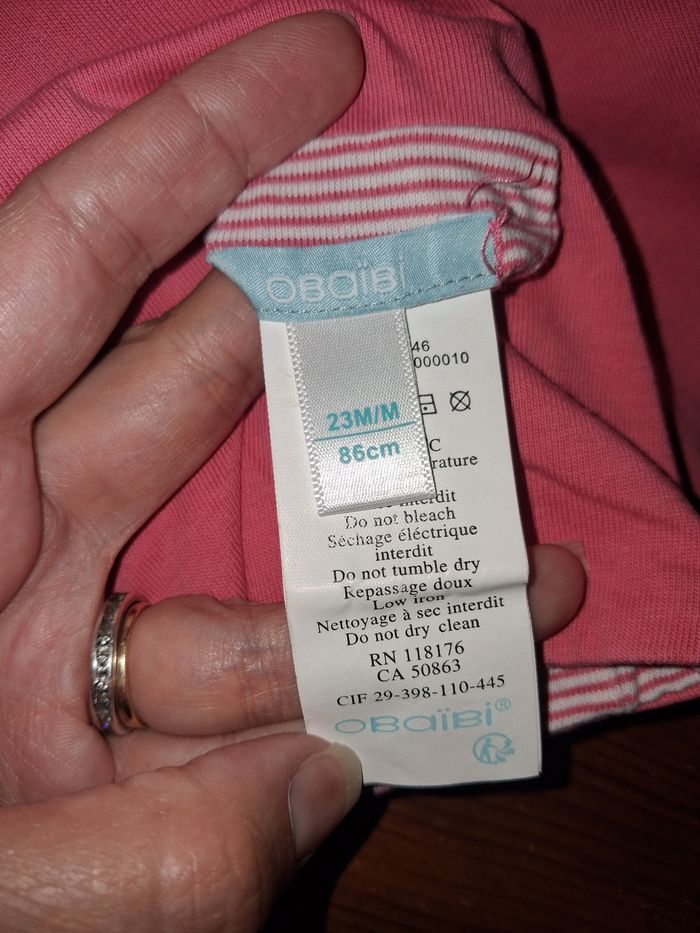 OBaïBi
23M/M
86cm
46
000010
C
rature
interdit
Do not bleach
Séchage éléctrique
interdit
Do not tumble dry
Repassage doux
Low iron
Nettoyage à sec interdit
Do not dry clean
RN 118176
CA 50863
CIF 29-398-110-445
OBaïBi®